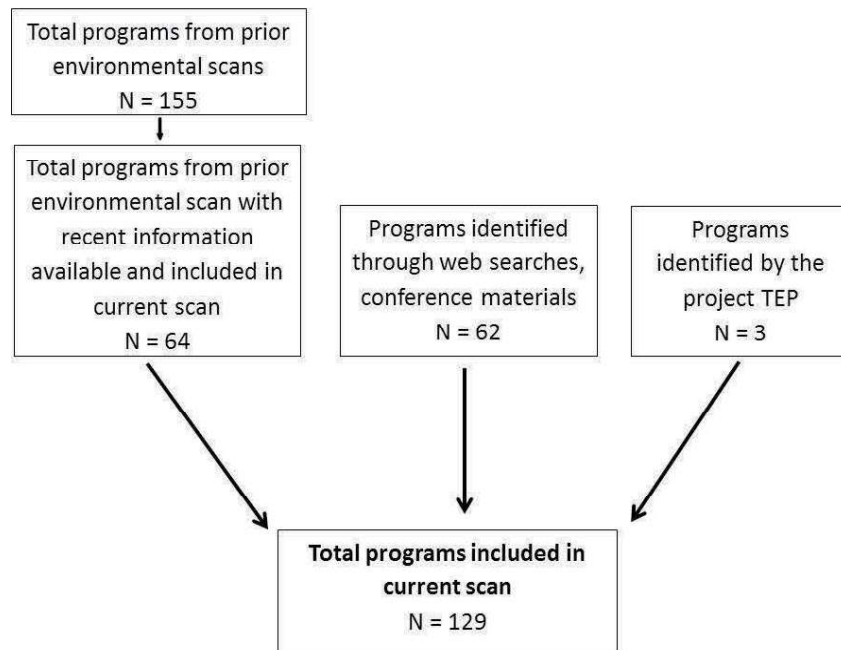 Total programs from prior
environmental scans
N = 155
Total programs from prior
environmental scan with
recent information
available and included in
current scan
N = 64
Programs identified
through web searches,
conference materials
N = 62
Programs
identified by the
project TEP
N = 3
Total programs included in
current scan
N = 129